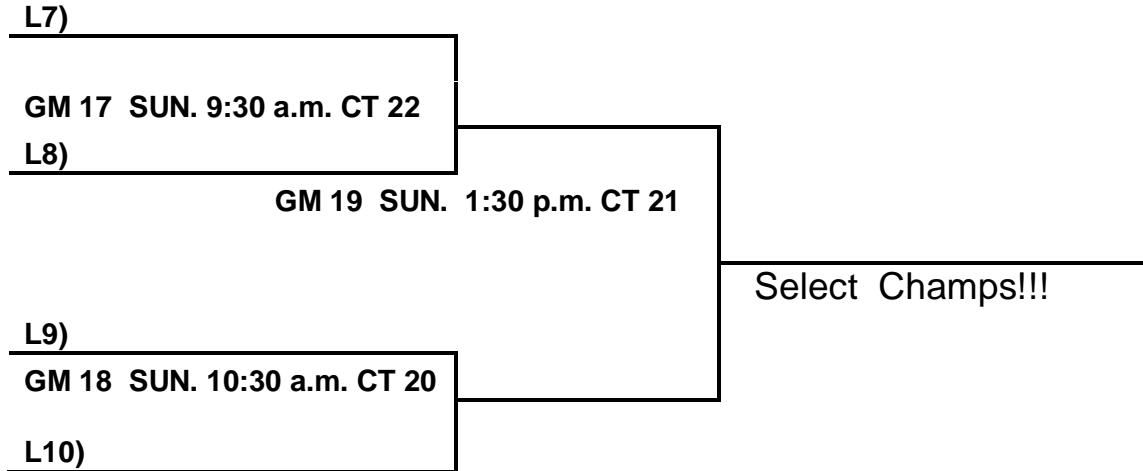 L7)
GM 17 SUN. 9:30 a.m. CT 22
L8)
GM 19 SUN. 1:30 p.m. CT 21
Select Champs!!!
L9)
GM 18 SUN. 10:30 a.m. CT 20
L10)